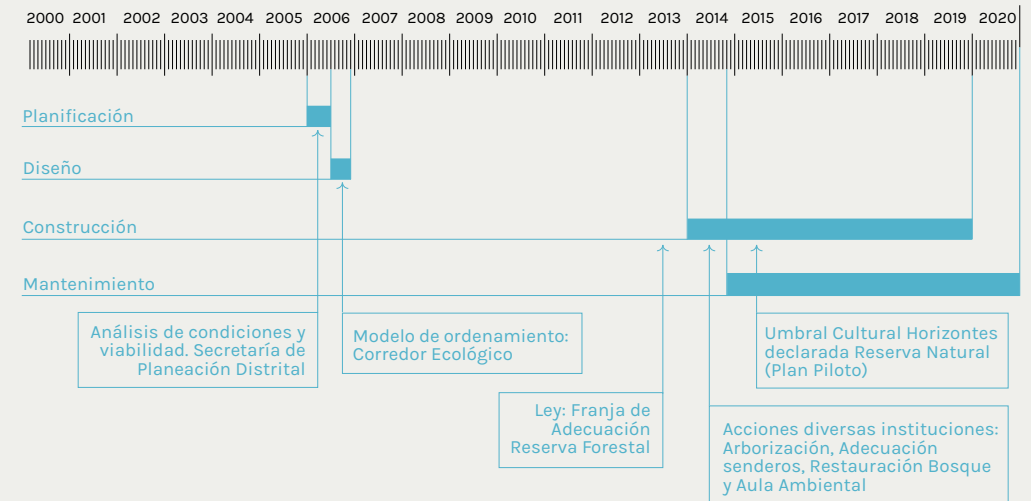 2000 2001 2002 2003 2004 2005 2006 2007 2008 2009 2010 2011 2012 2013 2014 2015 2016 2017 2018 2019 2020
Planificación
Diseño
Construcción
Mantenimiento
Análisis de condiciones y
viabilidad. Secretaría de
Planeación Distrital
Modelo de ordenamiento:
Corredor Ecológico
Umbral Cultural Horizontes
declarada Reserva Natural
(Plan Piloto)
Ley: Franja de
Adecuación
Reserva Forestal
Acciones diversas instituciones:
Arborización, Adecuación
senderos, Restauración Bosque
y Aula Ambiental